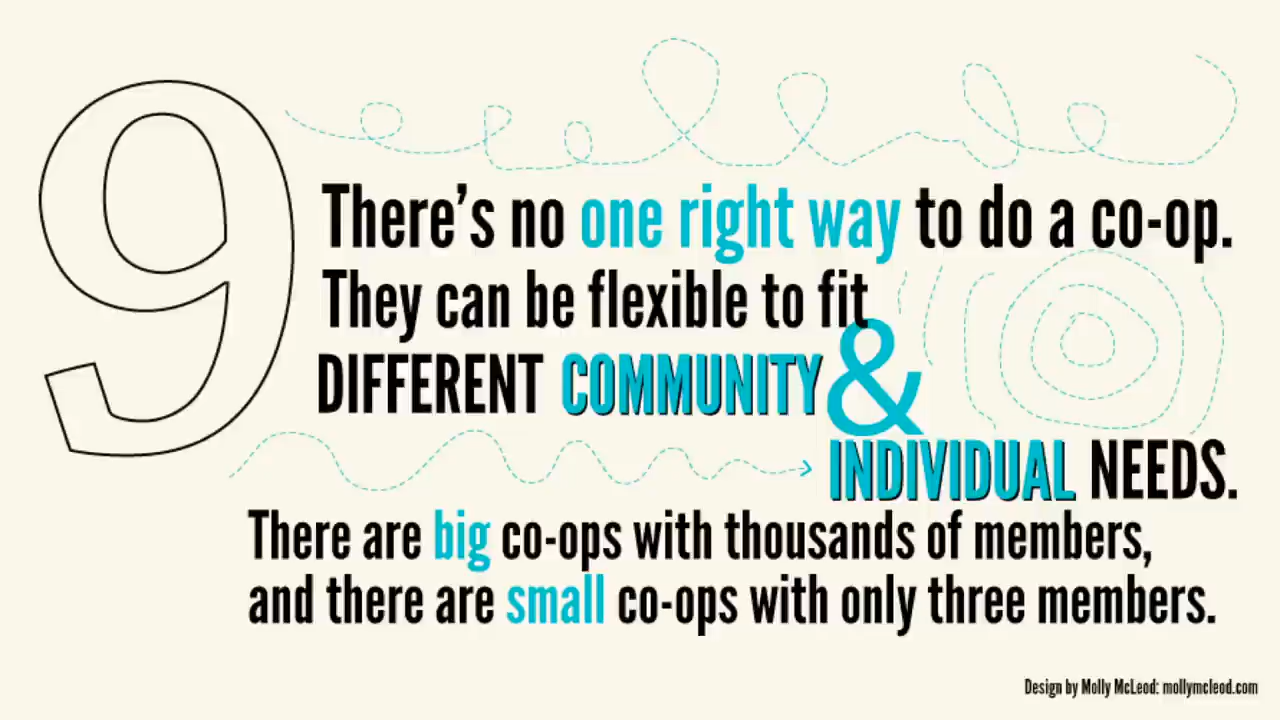 9
There's no one right way to do a co-op.
They can be flexible to fit
DIFFERENT COMMUNITY &
INDIVIDUAL NEEDS.
There are big co-ops with thousands of members,
and there are small co-ops with only three members.
Design by Molly McLeod: mollymcleod.com